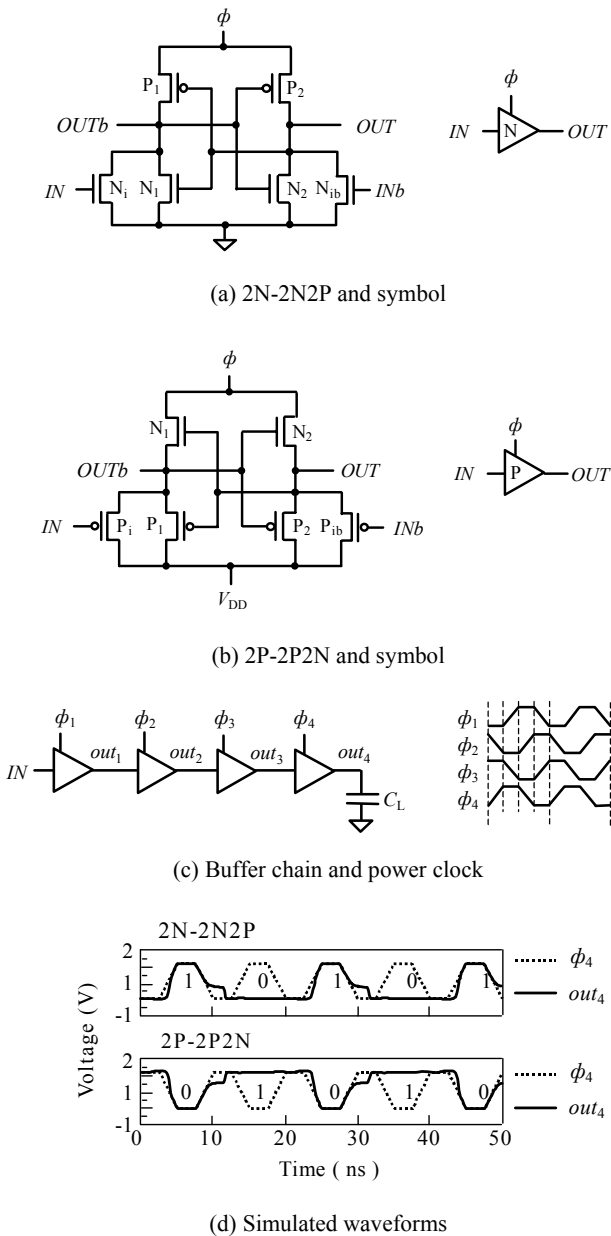 ϕ
ϕ
P1 P2
OUTb OUT
IN N OUT
IN Ni N1 N2 Nib INb
(a) 2N-2N2P and symbol
ϕ
ϕ
N1 N2
OUTb OUT
IN P OUT
IN Pi P1 P2 Pib INb
VDD
(b) 2P-2P2N and symbol
ϕ1 ϕ2 ϕ3 ϕ4
IN out1 out2 out3 out4
CL
ϕ1
ϕ2
ϕ3
ϕ4
(c) Buffer chain and power clock
2N-2N2P
2
-1
1 0 1 0 1
ϕ4
out4
2P-2P2N
2
-1
0 1 0 1 0
ϕ4
out4
Voltage (V)
0 10 20 30 40 50
Time ( ns )
(d) Simulated waveforms